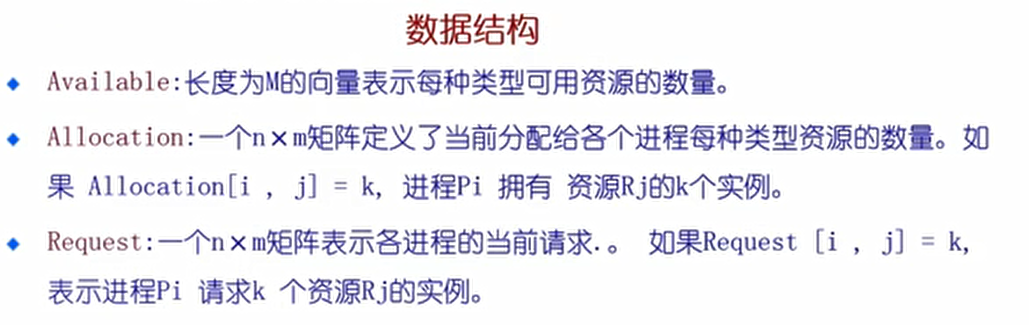 数据结构
Available:长度为M的向量表示每种类型可用资源的数量。
Allocation:一个n×m矩阵定义了当前分配给各个进程每种类型资源的数量。如
果 Allocation[i , j] = k, 进程Pi 拥有 资源Rj的k个实例。
Request:一个n×m矩阵表示各进程的当前请求.。 如果Request [i , j] = k,
表示进程Pi 请求k 个资源Rj的实例。